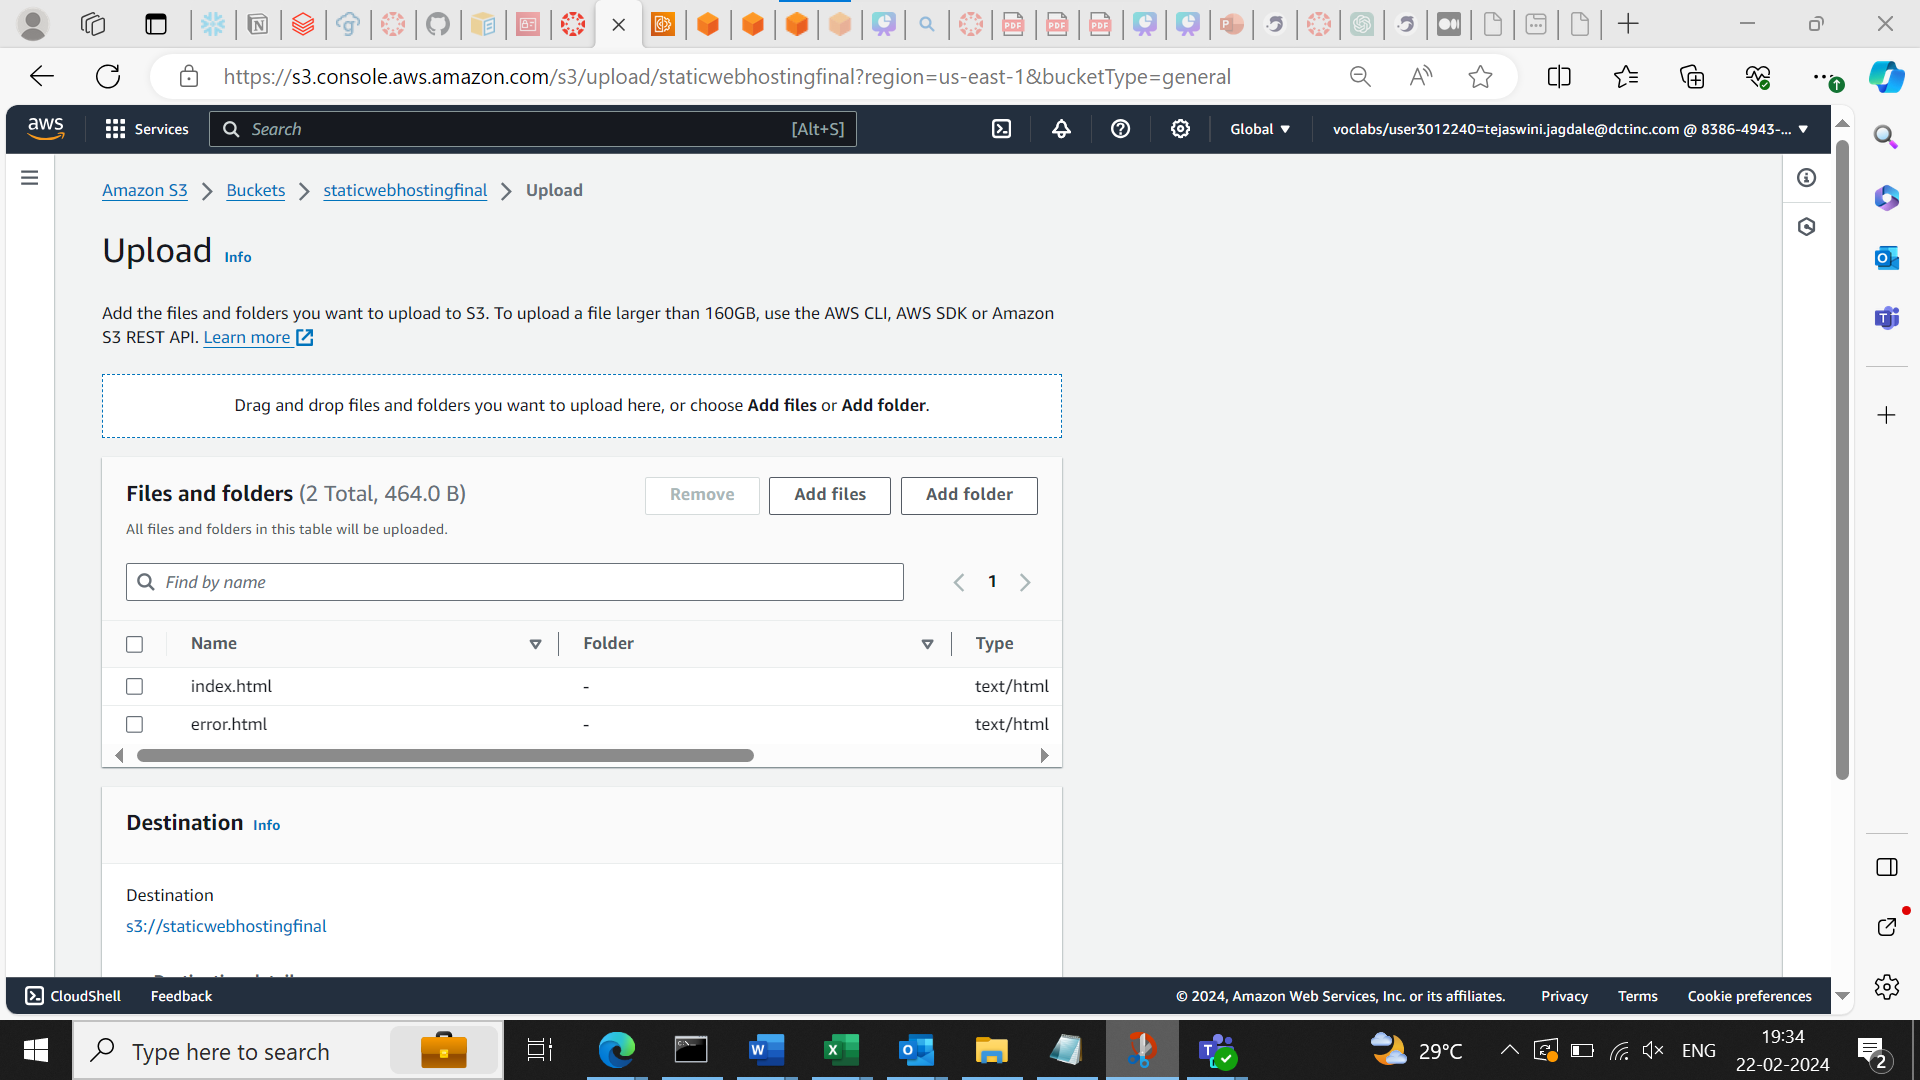 https://s3.console.aws.amazon.com/s3/upload/staticwebhostingfinal?region=us-east-1&bucketType=general
aws
Services
Search
[Alt+S]
Global
voclabs/user3012240=tejaswini.jagdale@dctinc.com @ 8386-4943-...
Amazon S3
Buckets
staticwebhostingfinal
Upload
Upload
Info
Add the files and folders you want to upload to S3. To upload a file larger than 160GB, use the AWS CLI, AWS SDK or Amazon
S3 REST API. Learn more
Drag and drop files and folders you want to upload here, or choose Add files or Add folder.
Files and folders (2 Total, 464.0 B)
Remove
Add files
Add folder
All files and folders in this table will be uploaded.
Find by name
1
Name
Folder
Type
index.html
-
text/html
error.html
-
text/html
Destination
Info
Destination
s3://staticwebhostingfinal
CloudShell
Feedback
© 2024, Amazon Web Services, Inc. or its affiliates.
Privacy
Terms
Cookie preferences
Type here to search
29°C
ENG
19:34
22-02-2024
2